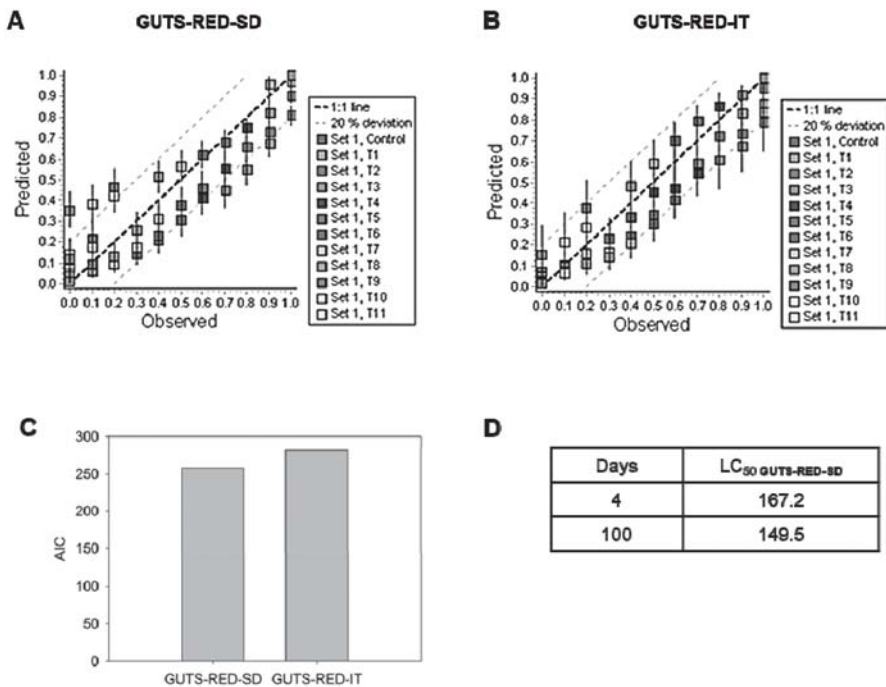 A
GUTS-RED-SD
Predicted
1.0
0.9
0.8
0.7
0.6
0.5
0.4
0.3
0.2
0.1
0.0
0.0 0.1 0.2 0.3 0.4 0.5 0.6 0.7 0.8 0.9 1.0
Observed
1:1 line
20 % deviation
Set 1, Control
Set 1, T1
Set 1, T2
Set 1, T3
Set 1, T4
Set 1, T5
Set 1, T6
Set 1, T7
Set 1, T8
Set 1, T9
Set 1, T10
Set 1, T11
B
GUTS-RED-IT
Predicted
1.0
0.9
0.8
0.7
0.6
0.5
0.4
0.3
0.2
0.1
0.0
0.0 0.1 0.2 0.3 0.4 0.5 0.6 0.7 0.8 0.9 1.0
Observed
1:1 line
20 % deviation
Set 1, Control
Set 1, T1
Set 1, T2
Set 1, T3
Set 1, T4
Set 1, T5
Set 1, T6
Set 1, T7
Set 1, T8
Set 1, T9
Set 1, T10
Set 1, T11
C
AIC
300
250
200
150
100
50
0
GUTS-RED-SD GUTS-RED-IT
D
Days LC50 GUTS-RED-SD
4 167.2
100 149.5